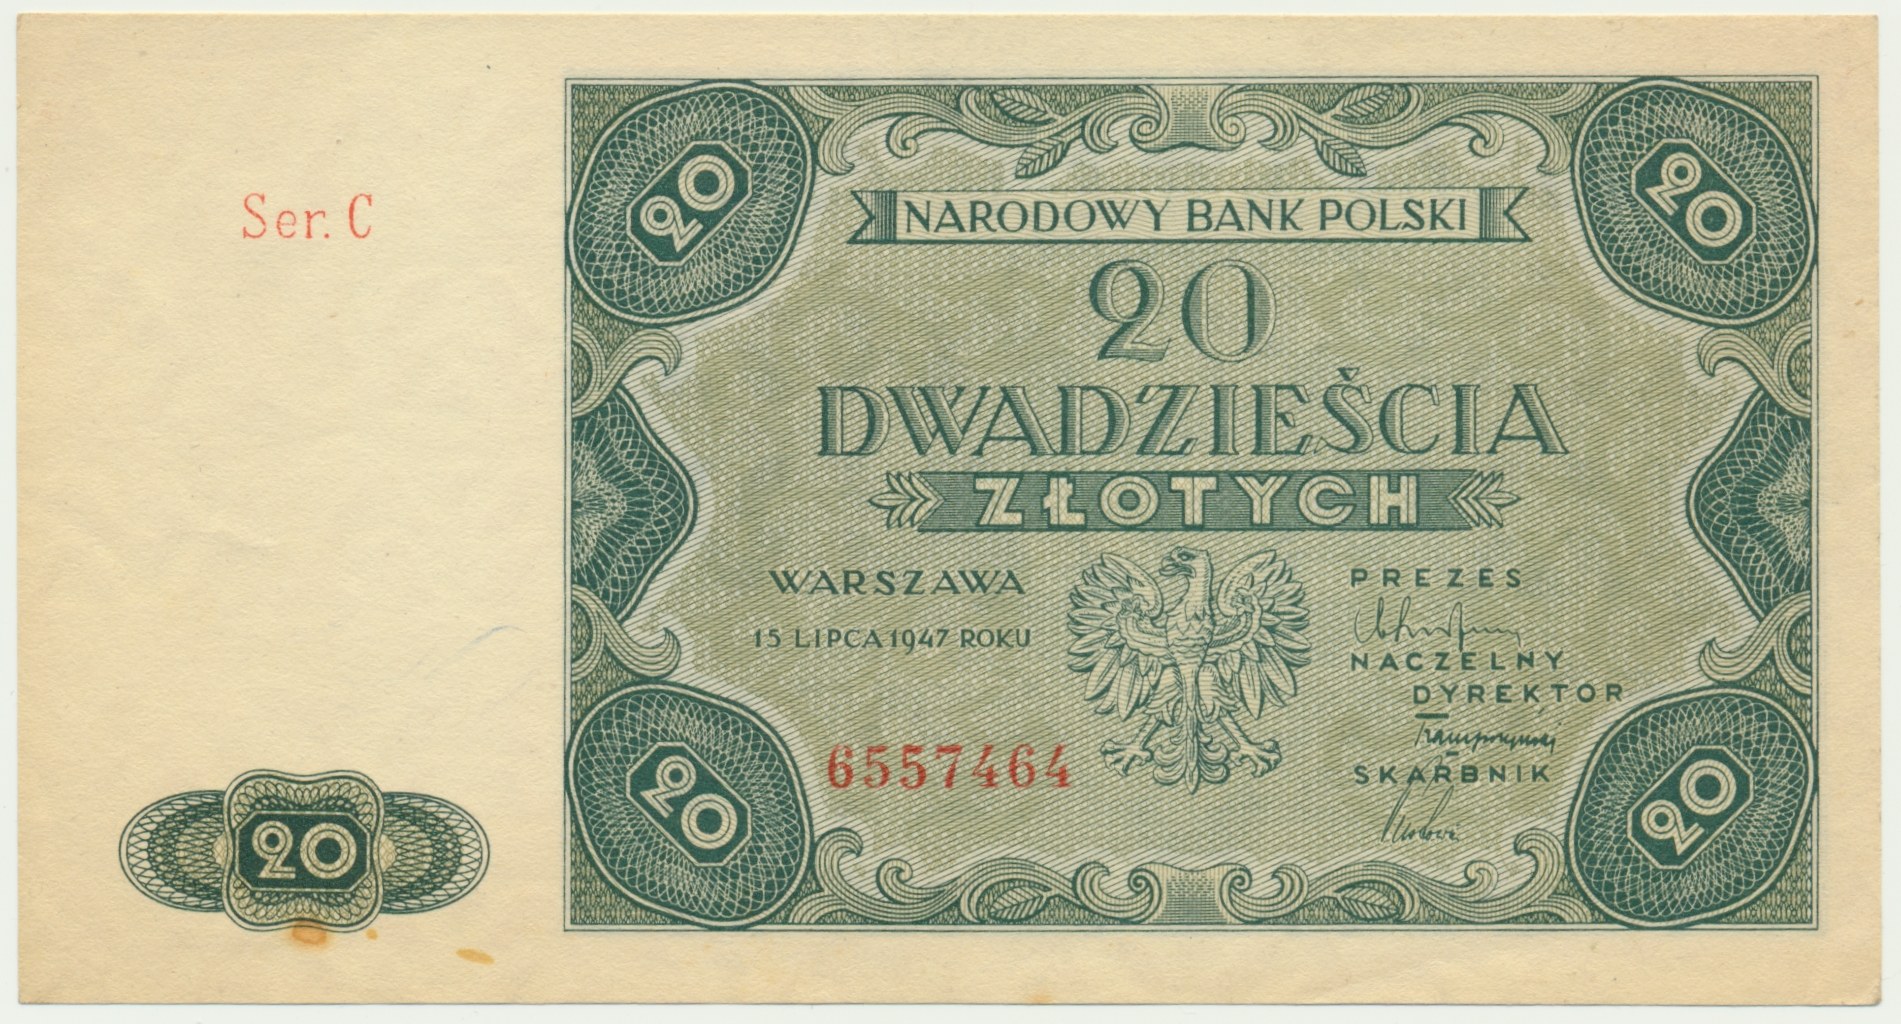 20
20
Ser. C
NARODOWY BANK POLSKI
20
DWADZIEŚCIA
ZŁOTYCH
WARSZAWA
15 LIPCA 1947 ROKU
PREZES
NACZELNY
DYREKTOR
6557464
SKARBNIK
20
20
20